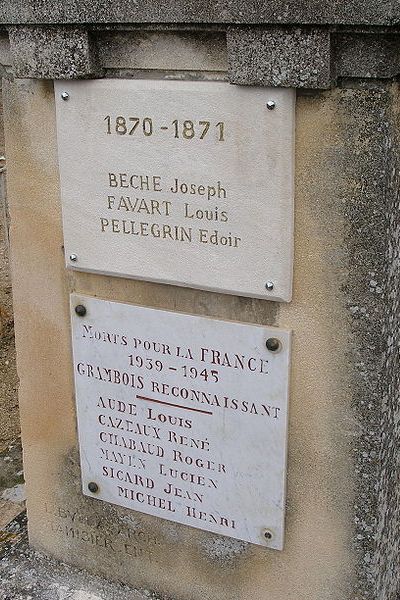 1870-1871
BECHE Joseph
FAVART Louis
PELLEGRIN Edoir
MORTS POUR LA FRANCE
1939-1945
GRAMBOIS RECONNAISSANT
AUDE LOUIS
CAZEAUX RENÉ
CHABAUD ROGER
MAYEN LUCIEN
SICARD JEAN
MICHEL HENRI